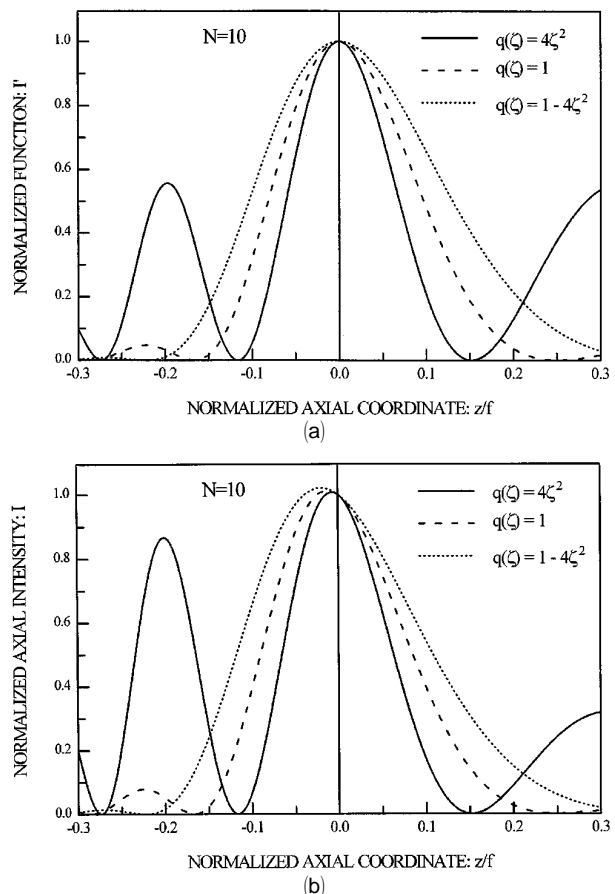 N=10
q(ζ) = 4ζ²
q(ζ) = 1
q(ζ) = 1 - 4ζ²
NORMALIZED FUNCTION: I'
1.0
0.8
0.6
0.4
0.2
0.0
-0.3 -0.2 -0.1 0.0 0.1 0.2 0.3
NORMALIZED AXIAL COORDINATE: z/f
(a)
N=10
q(ζ) = 4ζ²
q(ζ) = 1
q(ζ) = 1 - 4ζ²
NORMALIZED AXIAL INTENSITY: I
1.0
0.8
0.6
0.4
0.2
0.0
-0.3 -0.2 -0.1 0.0 0.1 0.2 0.3
NORMALIZED AXIAL COORDINATE: z/f
(b)